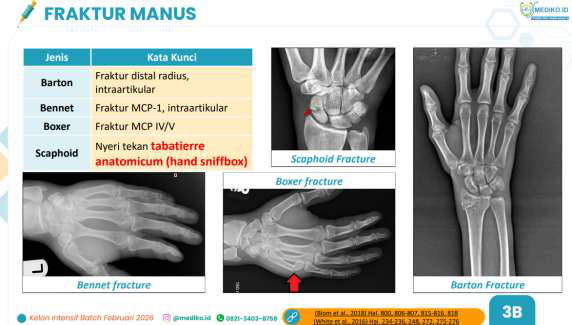 FRAKTUR MANUS
MEDIKO.ID
Jenis Kata Kunci
Barton Fraktur distal radius,
intraartikular
Bennet Fraktur MCP-1, intraartikular
Boxer Fraktur MCP IV/V
Scaphoid Nyeri tekan tabatierre
anatomicum (hand sniffbox)
Scaphoid Fracture
Boxer fracture
L
Bennet fracture
Barton Fracture
Kelan Intensif Batch Februari 2026 @mediko.id 0821-3403-8756
(Blom et al., 2018) Hal. 800, 806-807, 815-816, 818
(White et al., 2016) Hal. 234-236, 248, 272, 275-276
3B